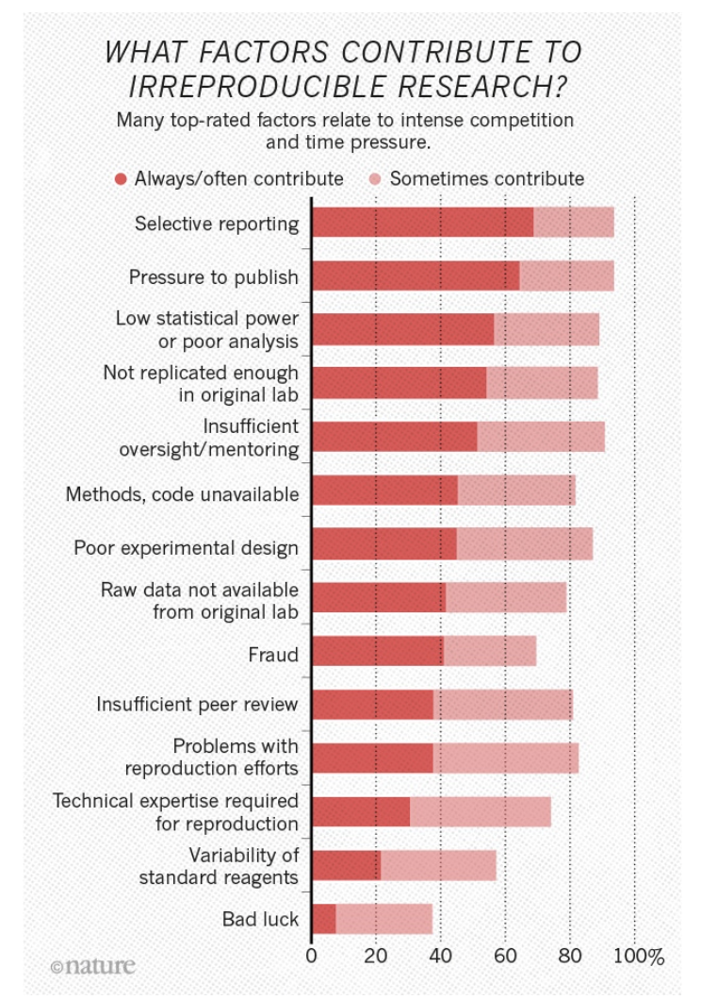 WHAT FACTORS CONTRIBUTE TO
IRREPRODUCIBLE RESEARCH?
Many top-rated factors relate to intense competition
and time pressure.
Always/often contribute
Sometimes contribute
Selective reporting
Pressure to publish
Low statistical power
or poor analysis
Not replicated enough
in original lab
Insufficient
oversight/mentoring
Methods, code unavailable
Poor experimental design
Raw data not available
from original lab
Fraud
Insufficient peer review
Problems with
reproduction efforts
Technical expertise required
for reproduction
Variability of
standard reagents
Bad luck
0 20 40 60 80 100%
©nature